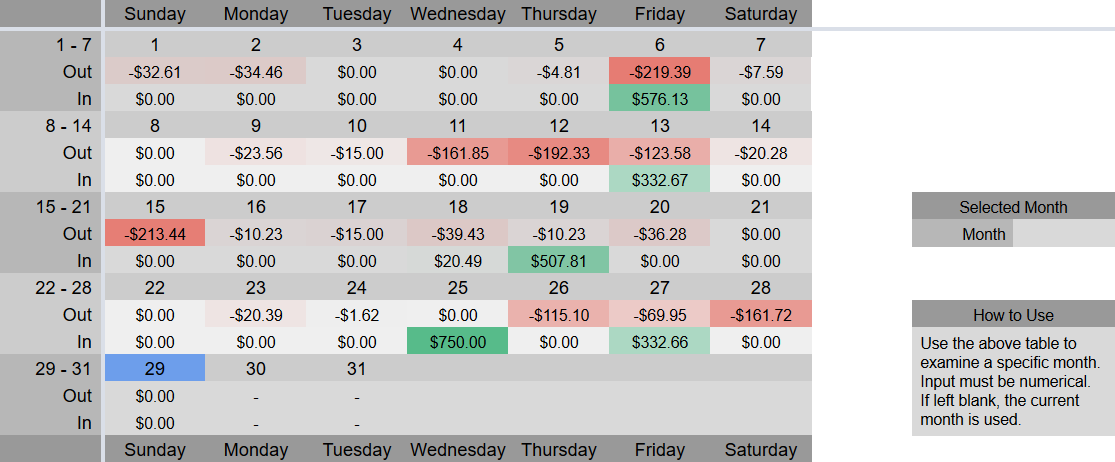 Sunday Monday Tuesday Wednesday Thursday Friday Saturday
1 - 7 1 2 3 4 5 6 7
Out -$32.61 -$34.46 $0.00 $0.00 -$4.81 -$219.39 -$7.59
In $0.00 $0.00 $0.00 $0.00 $0.00 $576.13 $0.00
8 - 14 8 9 10 11 12 13 14
Out $0.00 -$23.56 -$15.00 -$161.85 -$192.33 -$123.58 -$20.28
In $0.00 $0.00 $0.00 $0.00 $0.00 $332.67 $0.00
15 - 21 15 16 17 18 19 20 21
Out -$213.44 -$10.23 -$15.00 -$39.43 -$10.23 -$36.28 $0.00
In $0.00 $0.00 $0.00 $20.49 $507.81 $0.00 $0.00
22 - 28 22 23 24 25 26 27 28
Out $0.00 -$20.39 -$1.62 $0.00 -$115.10 -$69.95 -$161.72
In $0.00 $0.00 $0.00 $750.00 $0.00 $332.66 $0.00
29 - 31 29 30 31
Out $0.00 - -
In $0.00 - -
Sunday Monday Tuesday Wednesday Thursday Friday Saturday
Selected Month
Month
How to Use
Use the above table to
examine a specific month.
Input must be numerical.
If left blank, the current
month is used.